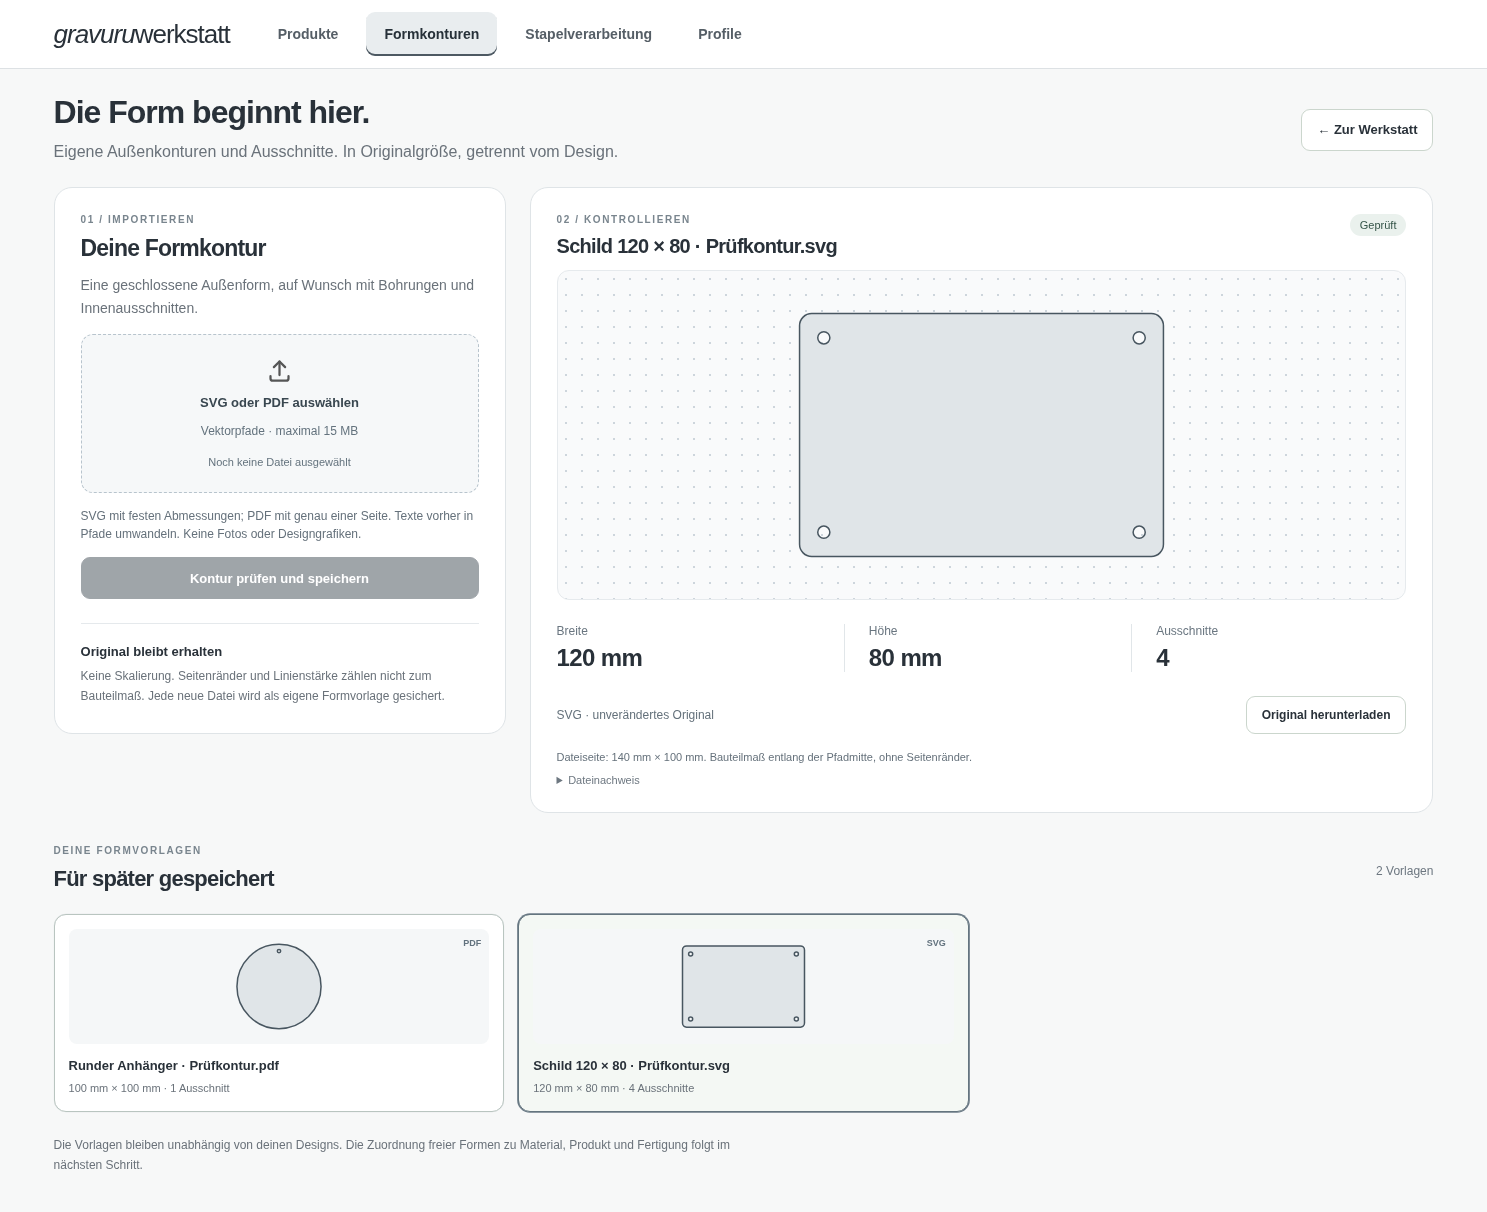 gravuruwerkstatt
Produkte
Formkonturen
Stapelverarbeitung
Profile
Die Form beginnt hier.
Eigene Außenkonturen und Ausschnitte. In Originalgröße, getrennt vom Design.
← Zur Werkstatt
01 / IMPORTIEREN
Deine Formkontur
Eine geschlossene Außenform, auf Wunsch mit Bohrungen und
Innenausschnitten.
SVG oder PDF auswählen
Vektorpfade · maximal 15 MB
Noch keine Datei ausgewählt
SVG mit festen Abmessungen; PDF mit genau einer Seite. Texte vorher in
Pfade umwandeln. Keine Fotos oder Designgrafiken.
Kontur prüfen und speichern
Original bleibt erhalten
Keine Skalierung. Seitenränder und Linienstärke zählen nicht zum
Bauteilmaß. Jede neue Datei wird als eigene Formvorlage gesichert.
02 / KONTROLLIEREN
Schild 120 × 80 · Prüfkontur.svg
Geprüft
Breite
120 mm
Höhe
80 mm
Ausschnitte
4
SVG · unverändertes Original
Original herunterladen
Dateiseite: 140 mm × 100 mm. Bauteilmaß entlang der Pfadmitte, ohne Seitenränder.
▶ Dateinachweis
DEINE FORMVORLAGEN
Für später gespeichert
2 Vorlagen
PDF
Runder Anhänger · Prüfkontur.pdf
100 mm × 100 mm · 1 Ausschnitt
SVG
Schild 120 × 80 · Prüfkontur.svg
120 mm × 80 mm · 4 Ausschnitte
Die Vorlagen bleiben unabhängig von deinen Designs. Die Zuordnung freier Formen zu Material, Produkt und Fertigung folgt im
nächsten Schritt.